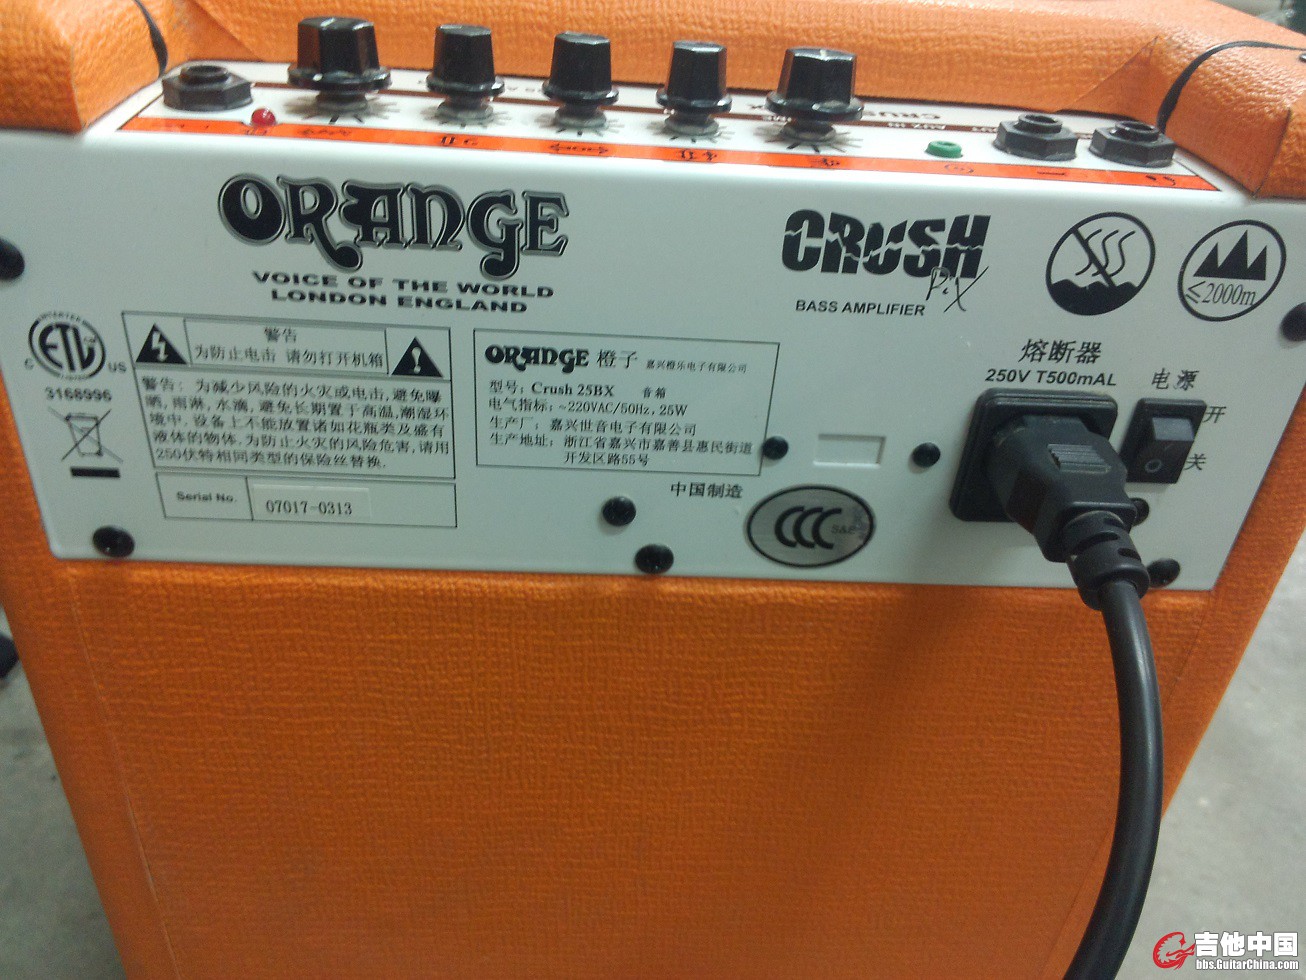 ORANGE
VOICE OF THE WORLD
LONDON ENGLAND
CRUSH
PiX
BASS AMPLIFIER
≤2000m
INTERTEK
ETL
C US
3168996
警告
为防止电击 请勿打开机箱
警告: 为减少风险的火灾或电击,避免曝
晒,雨淋,水滴,避免长期置于高温,潮湿环
境中.设备上不能放置诸如花瓶类及盛有
液体的物体.为防止火灾的风险危害,请用
250伏特相同类型的保险丝替换.
Serial No.
07017-0313
ORANGE 橙子 嘉兴橙乐电子有限公司
型号: Crush 25BX 音箱
电气指标: ~220VAC/50Hz, 25W
生产厂: 嘉兴世音电子有限公司
生产地址: 浙江省嘉兴市嘉善县惠民街道
开发区路55号
中国制造
CCC
S&E
熔断器
250V T500mAL
电源
开
关
AUX IN
CRUS
吉他中国
bbs.GuitarChina.com